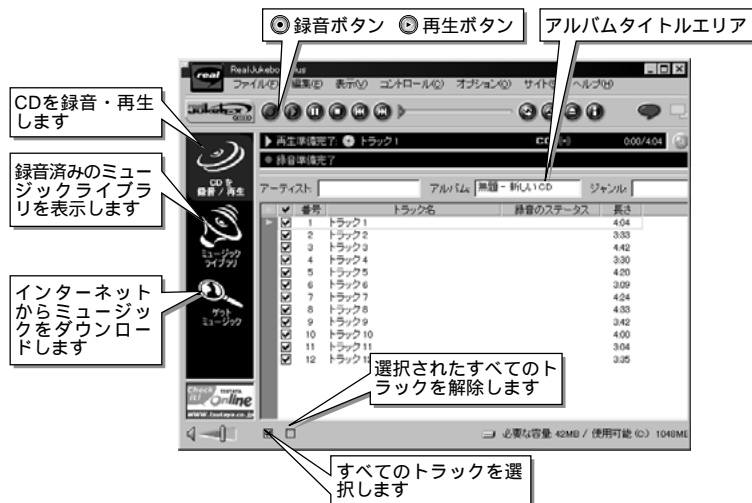 録音ボタン 再生ボタン
アルバムタイトルエリア
CDを録音・再生
します
録音済みのミュー
ジックライブラ
リを表示します
インターネット
からミュージッ
クをダウンロー
ドします
real
ファイル(F) 編集(E) 表示(V) コントロール(C) オプション(O) ヘルプ(H)
再生準備完了: トラック1 0:00/4:04
録音準備完了
CDを
録音/再生
アーティスト: アルバム: 無題 - 新しいCD ジャンル:
番号 トラック名 録音のステータス 長さ
1 トラック1 4:04
2 トラック2 3:33
3 トラック3 4:42
4 トラック4 3:30
5 トラック5 4:20
6 トラック6 3:09
7 トラック7 4:24
8 トラック8 4:33
9 トラック9 3:42
10 トラック10 4:00
11 トラック11 3:04
12 3:35
ミュージック
ライブラリ
ゲット
ミュージック
選択されたすべてのト
ラックを解除します
Check
it!
TSUTAYA
Online
www.tsutaya.co.jp
必要な容量: 42MB / 使用可能 (C:) 1048MB
すべてのトラックを選
択します